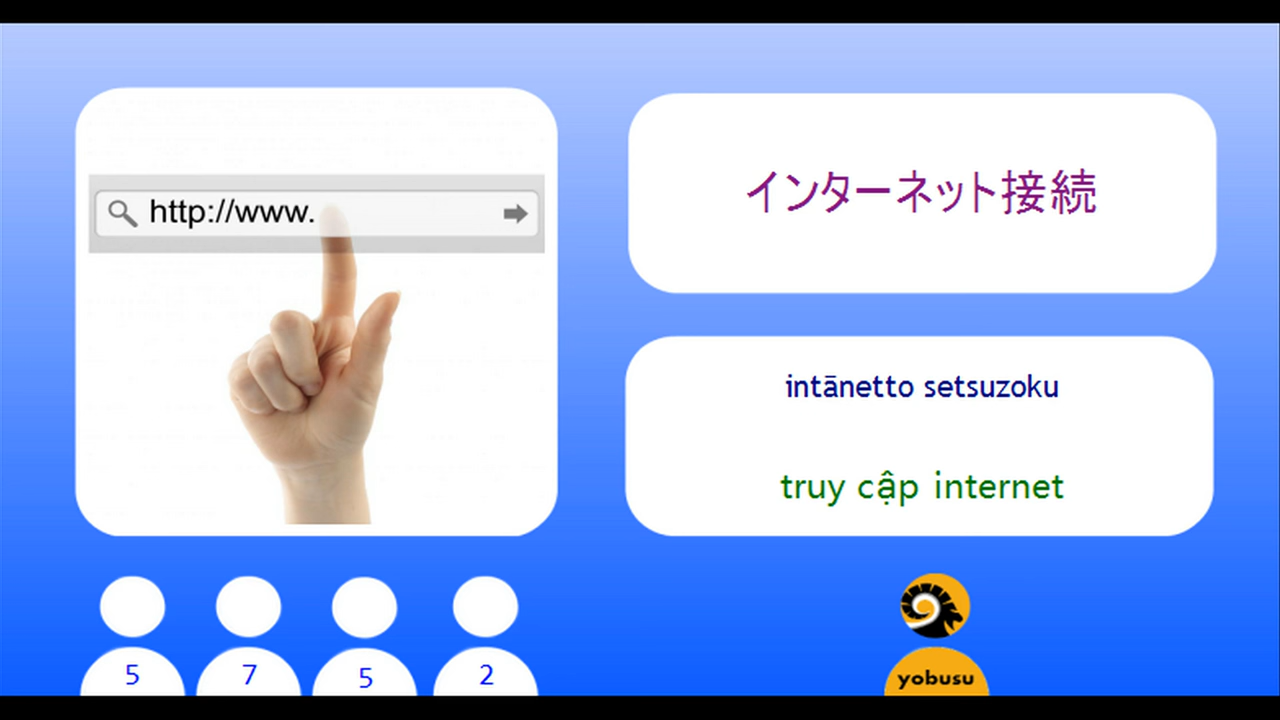 http://www.
インターネット接続
intānetto setsuzoku
truy cập internet
5 7 5 2
yobusu